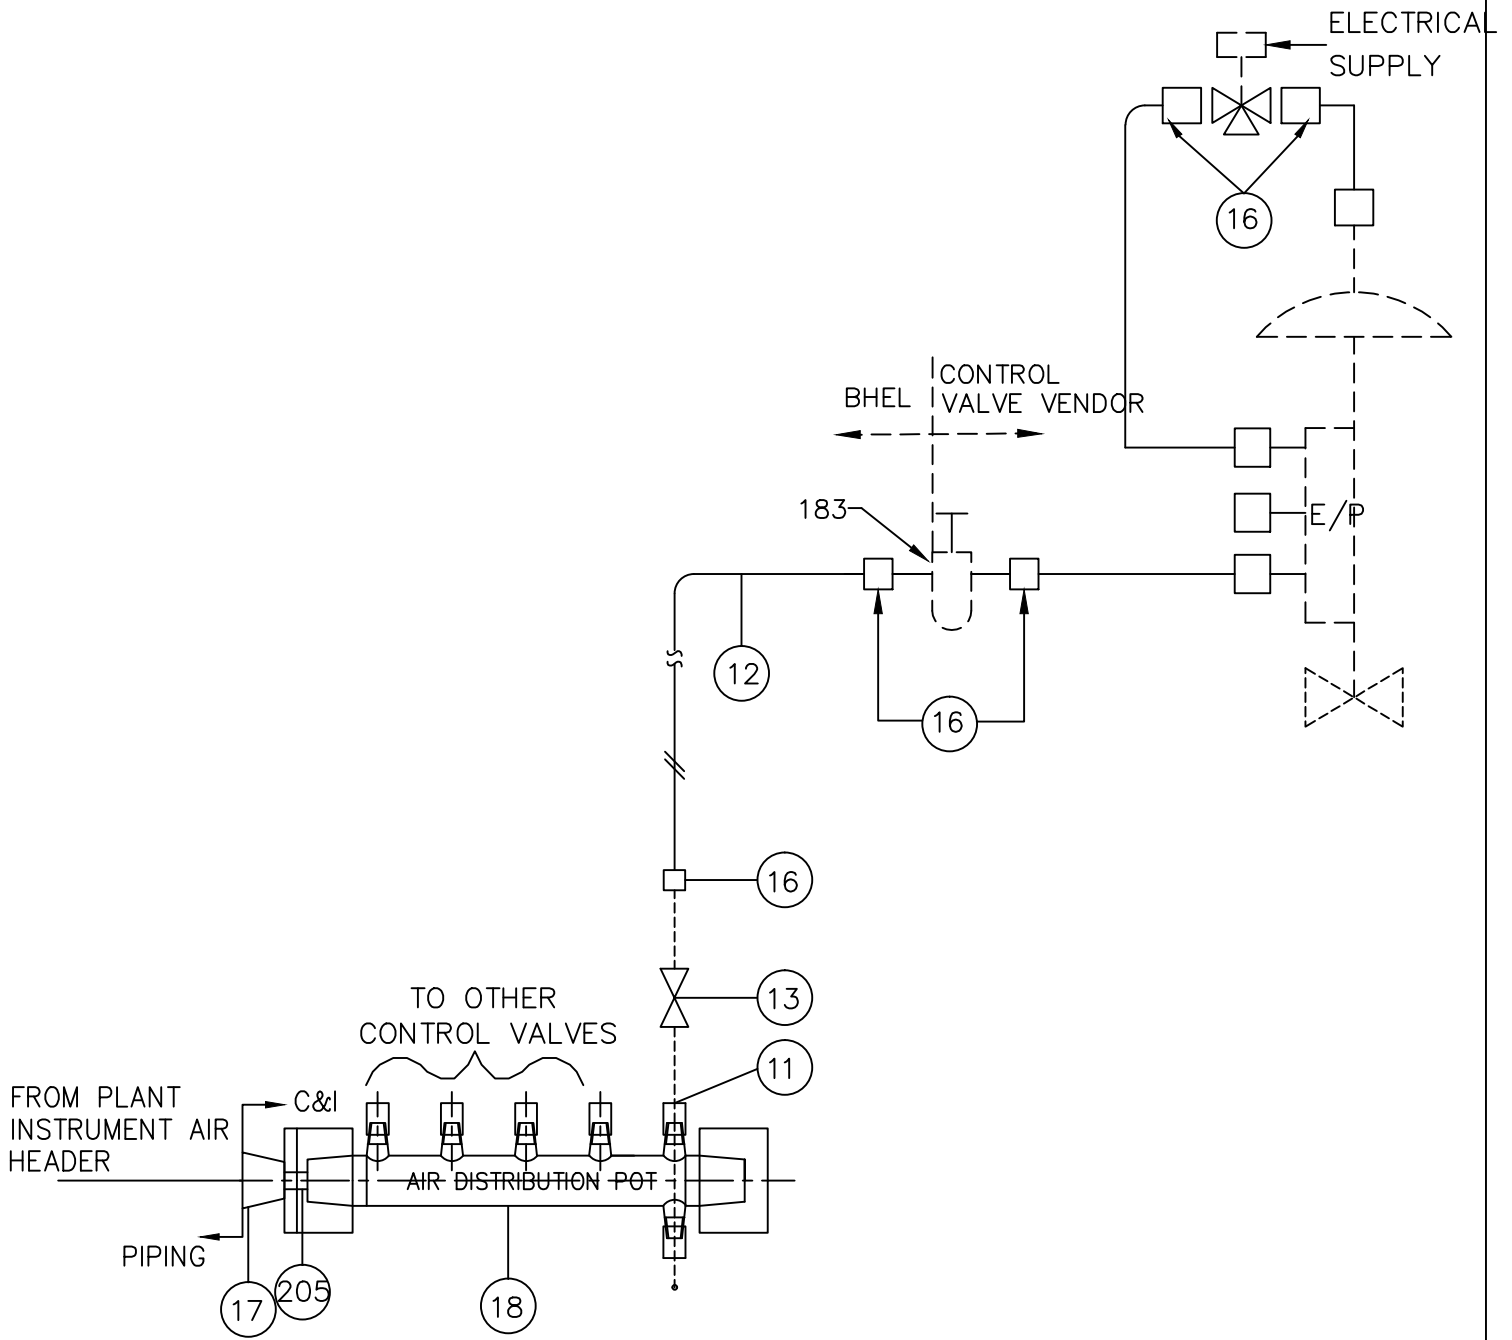 ELECTRICAL
SUPPLY
16
CONTROL
BHEL
VALVE VENDOR
183
E/P
12
16
16
13
TO OTHER
CONTROL VALVES
11
FROM PLANT
INSTRUMENT AIR
HEADER
C&I
AIR DISTRIBUTION POT
PIPING
17
205
18